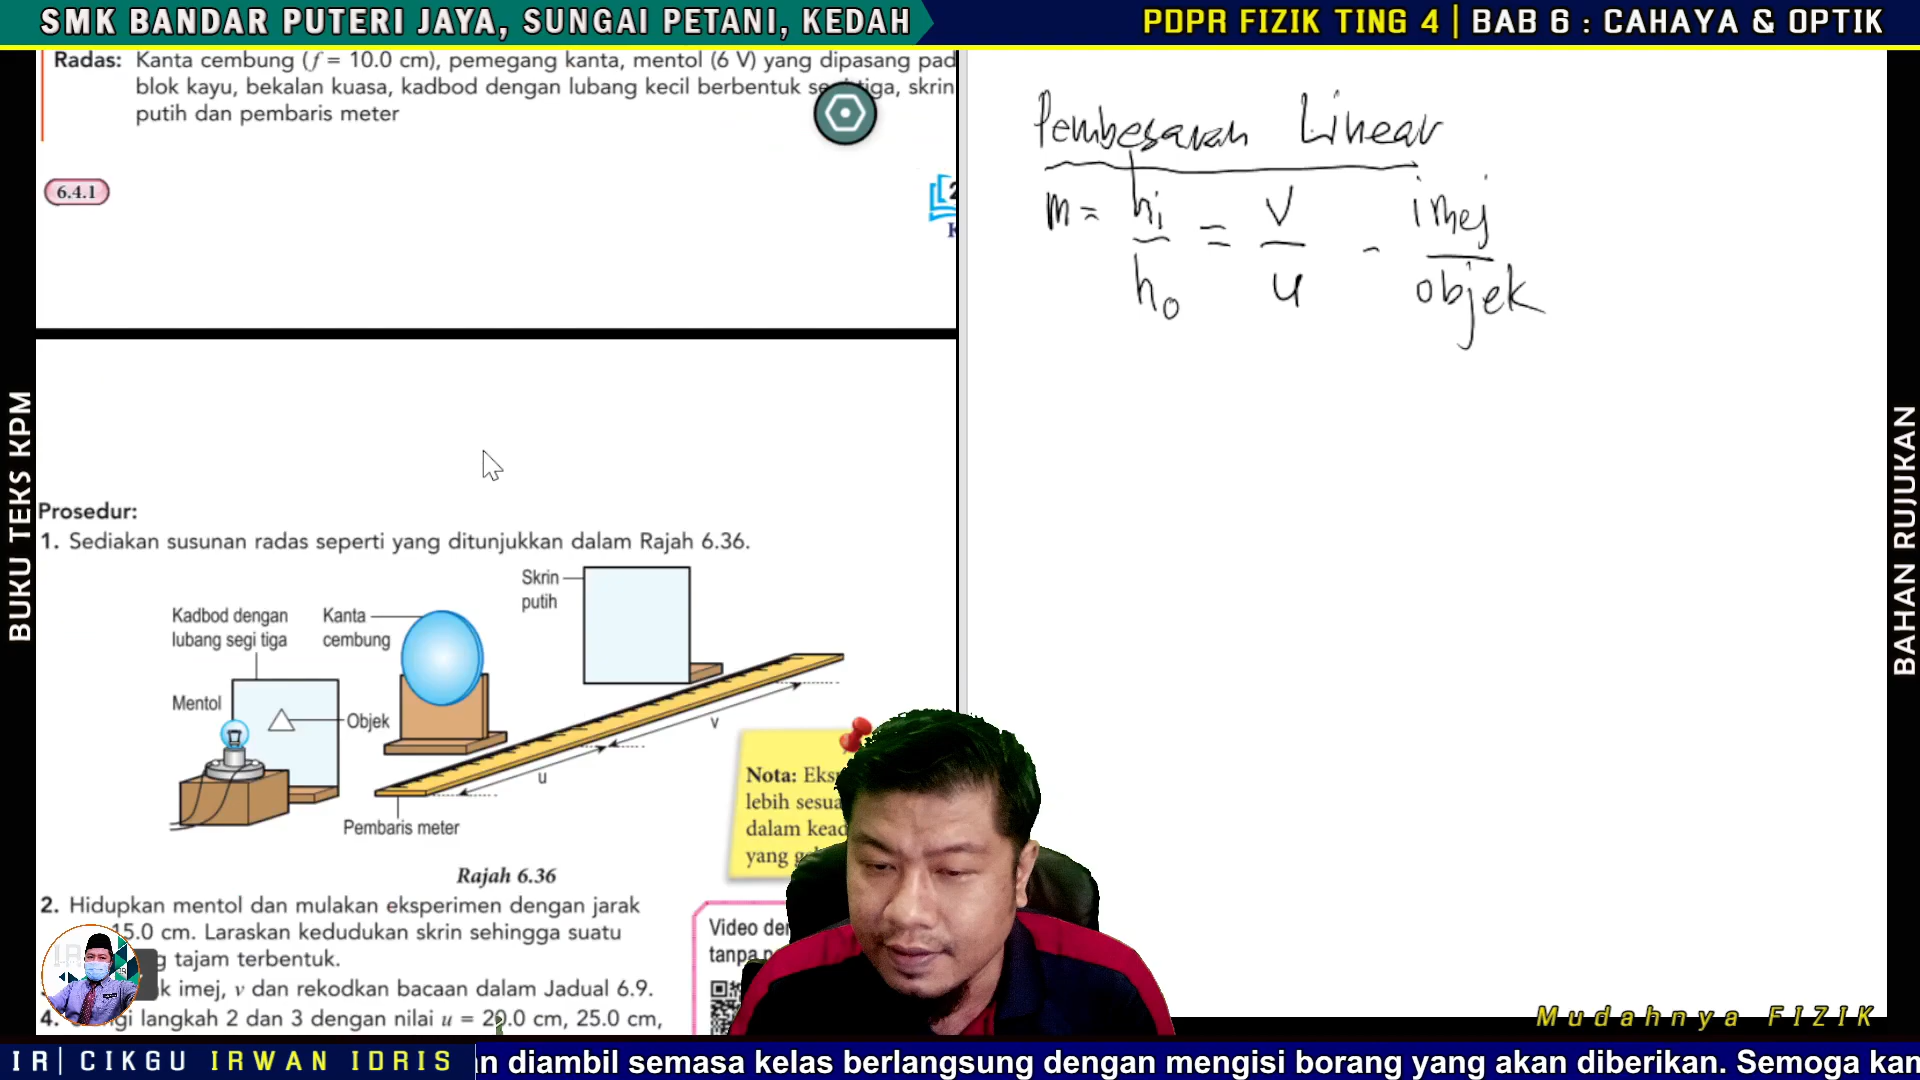 SMK BANDAR PUTERI JAYA, SUNGAI PETANI, KEDAH
PDPR FIZIK TING 4 | BAB 6 : CAHAYA & OPTIK
BUKU TEKS KPM
Radas: Kanta cembung (f = 10.0 cm), pemegang kanta, mentol (6 V) yang dipasang pad
blok kayu, bekalan kuasa, kadbod dengan lubang kecil berbentuk se tiga, skrin
putih dan pembaris meter
6.4.1
Prosedur:
1. Sediakan susunan radas seperti yang ditunjukkan dalam Rajah 6.36.
Skrin
putih
Kadbod dengan
lubang segi tiga
Kanta
cembung
Mentol
Objek
v
u
Pembaris meter
Rajah 6.36
Nota: Eks
lebih sesua
dalam kead
yang g
2. Hidupkan mentol dan mulakan eksperimen dengan jarak
15.0 cm. Laraskan kedudukan skrin sehingga suatu
g tajam terbentuk.
k imej, v dan rekodkan bacaan dalam Jadual 6.9.
4. gi langkah 2 dan 3 dengan nilai u = 20.0 cm, 25.0 cm,
Video de
tanpa
Pembesaran Linear
m = hi/ho = v/u - imej/objek
BAHAN RUJUKAN
Mudahnya FIZIK
IR| CIKGU IRWAN IDRIS
n diambil semasa kelas berlangsung dengan mengisi borang yang akan diberikan. Semoga kan